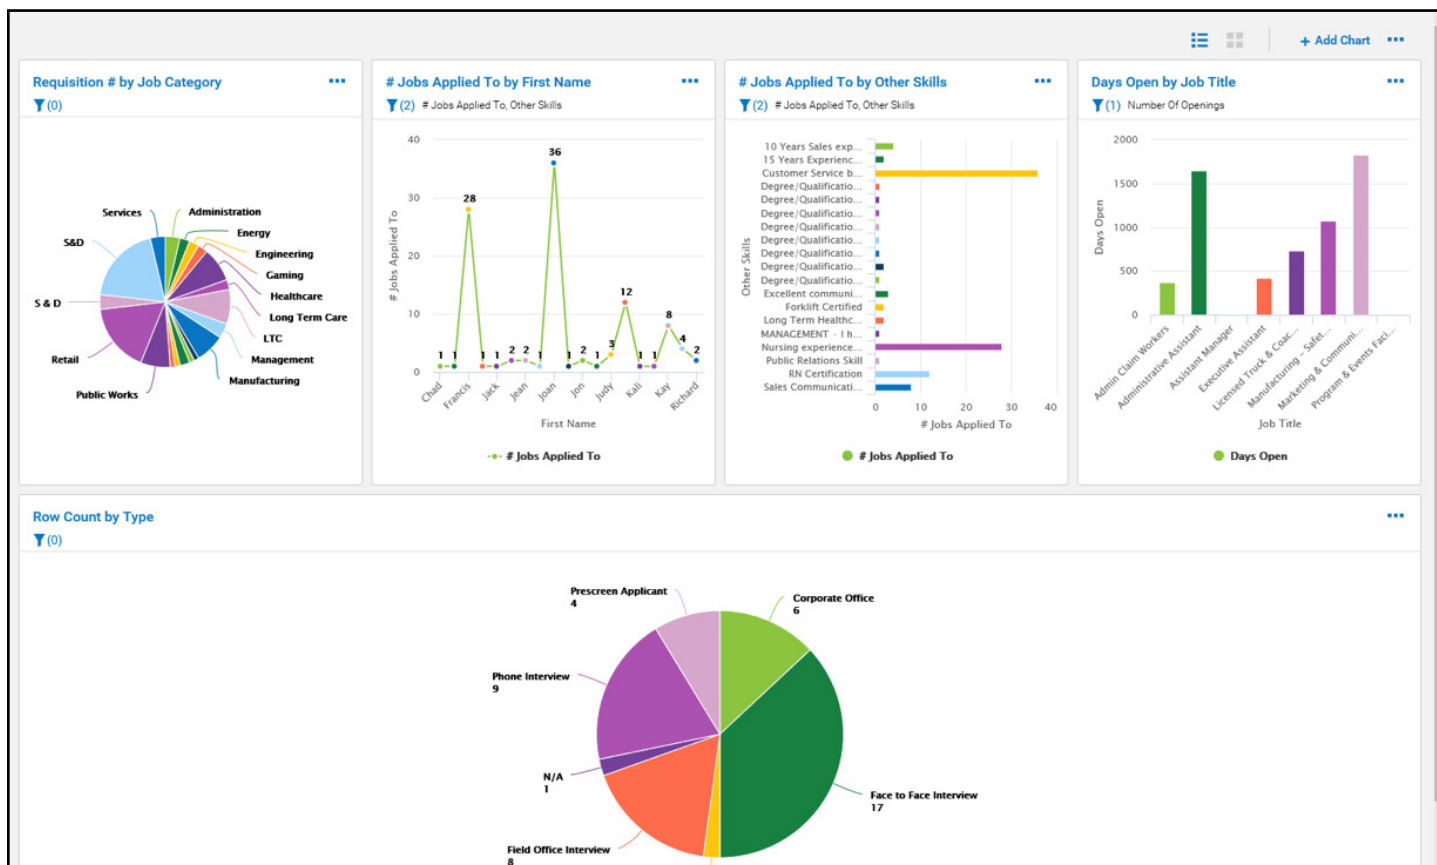 + Add Chart
Requisition # by Job Category
(0)
Services
Administration
S&D
Energy
Engineering
Gaming
Healthcare
S & D
Long Term Care
LTC
Retail
Management
Manufacturing
Public Works
# Jobs Applied To by First Name
(2) # Jobs Applied To, Other Skills
# Jobs Applied To
40
30
20
10
0
1
1
28
1
1
2
2
1
36
1
2
1
3
12
1
1
8
4
2
Chad
Francis
Jack
Jean
Joan
Jon
Judy
Kali
Kay
Richard
First Name
# Jobs Applied To
# Jobs Applied To by Other Skills
(2) # Jobs Applied To, Other Skills
Other Skills
10 Years Sales exp...
15 Years Experienc...
Customer Service b...
Degree/Qualificatio...
Degree/Qualificatio...
Degree/Qualificatio...
Degree/Qualificatio...
Degree/Qualificatio...
Degree/Qualificatio...
Degree/Qualificatio...
Degree/Qualificatio...
Excellent communi...
Forklift Certified
Long Term Healthc...
MANAGEMENT - I h...
Nursing experience...
Public Relations Skill
RN Certification
Sales Communicati...
0 10 20 30 40
# Jobs Applied To
# Jobs Applied To
Days Open by Job Title
(1) Number Of Openings
Days Open
2000
1500
1000
500
0
Admin Claim Workers
Administrative Assistant
Assistant Manager
Executive Assistant
Licensed Truck & Coac...
Manufacturing - Safet...
Marketing & Communi...
Program & Events Faci...
Job Title
Days Open
Row Count by Type
(0)
Prescreen Applicant
4
Corporate Office
6
Phone Interview
9
N/A
1
Face to Face Interview
17
Field Office Interview
8